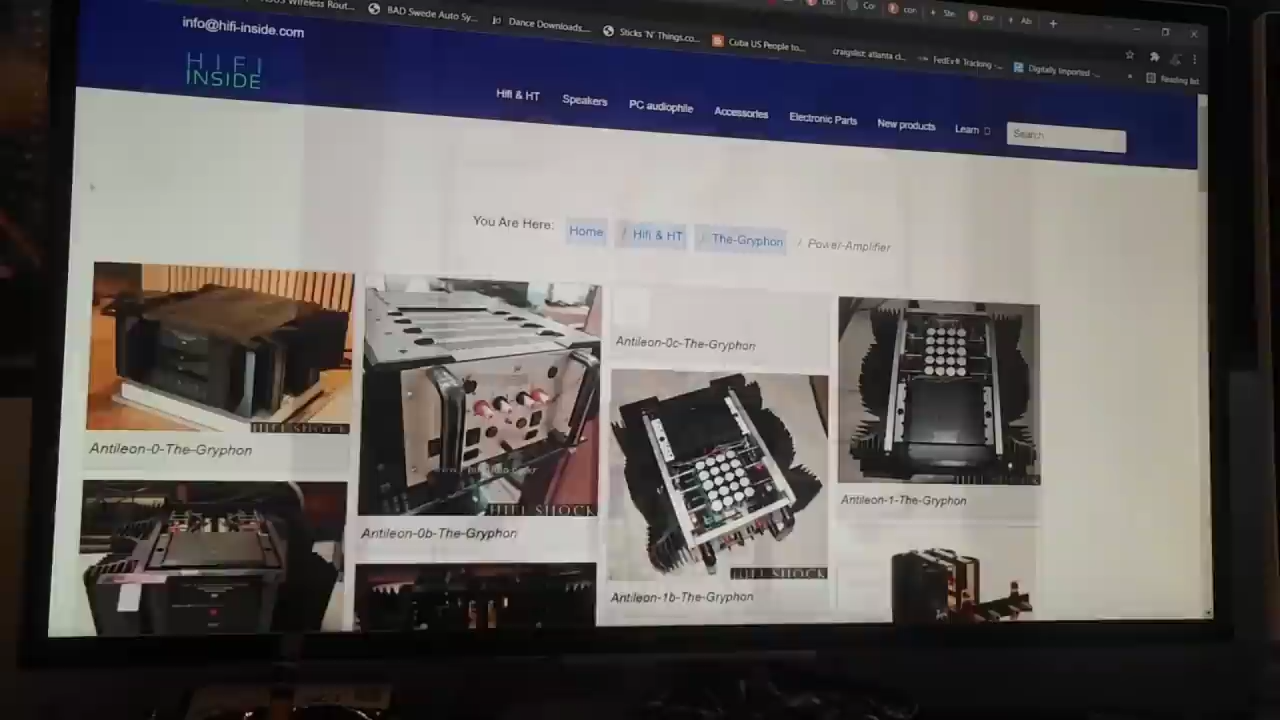 Wireless Rout...
BAD Swede Auto Sy...
Dance Downloads...
Sticks 'N' Things.co...
Cuba US People to...
craigslist: atlanta cl...
FedEx® Tracking ...
Digitally Imported ...
Reading list
info@hifi-inside.com
HIFI
INSIDE
Hifi & HT
Speakers
PC audiophile
Accessories
Electronic Parts
New products
Learn
Search
You Are Here: Home / Hifi & HT / The-Gryphon / Power-Amplifier
HIFI SHOCK
Antileon-0-The-Gryphon
HIFI SHOCK
Antileon-0b-The-Gryphon
Antileon-0c-The-Gryphon
HIFI SHOCK
Antileon-1b-The-Gryphon
HIFI SHOCK
Antileon-1-The-Gryphon